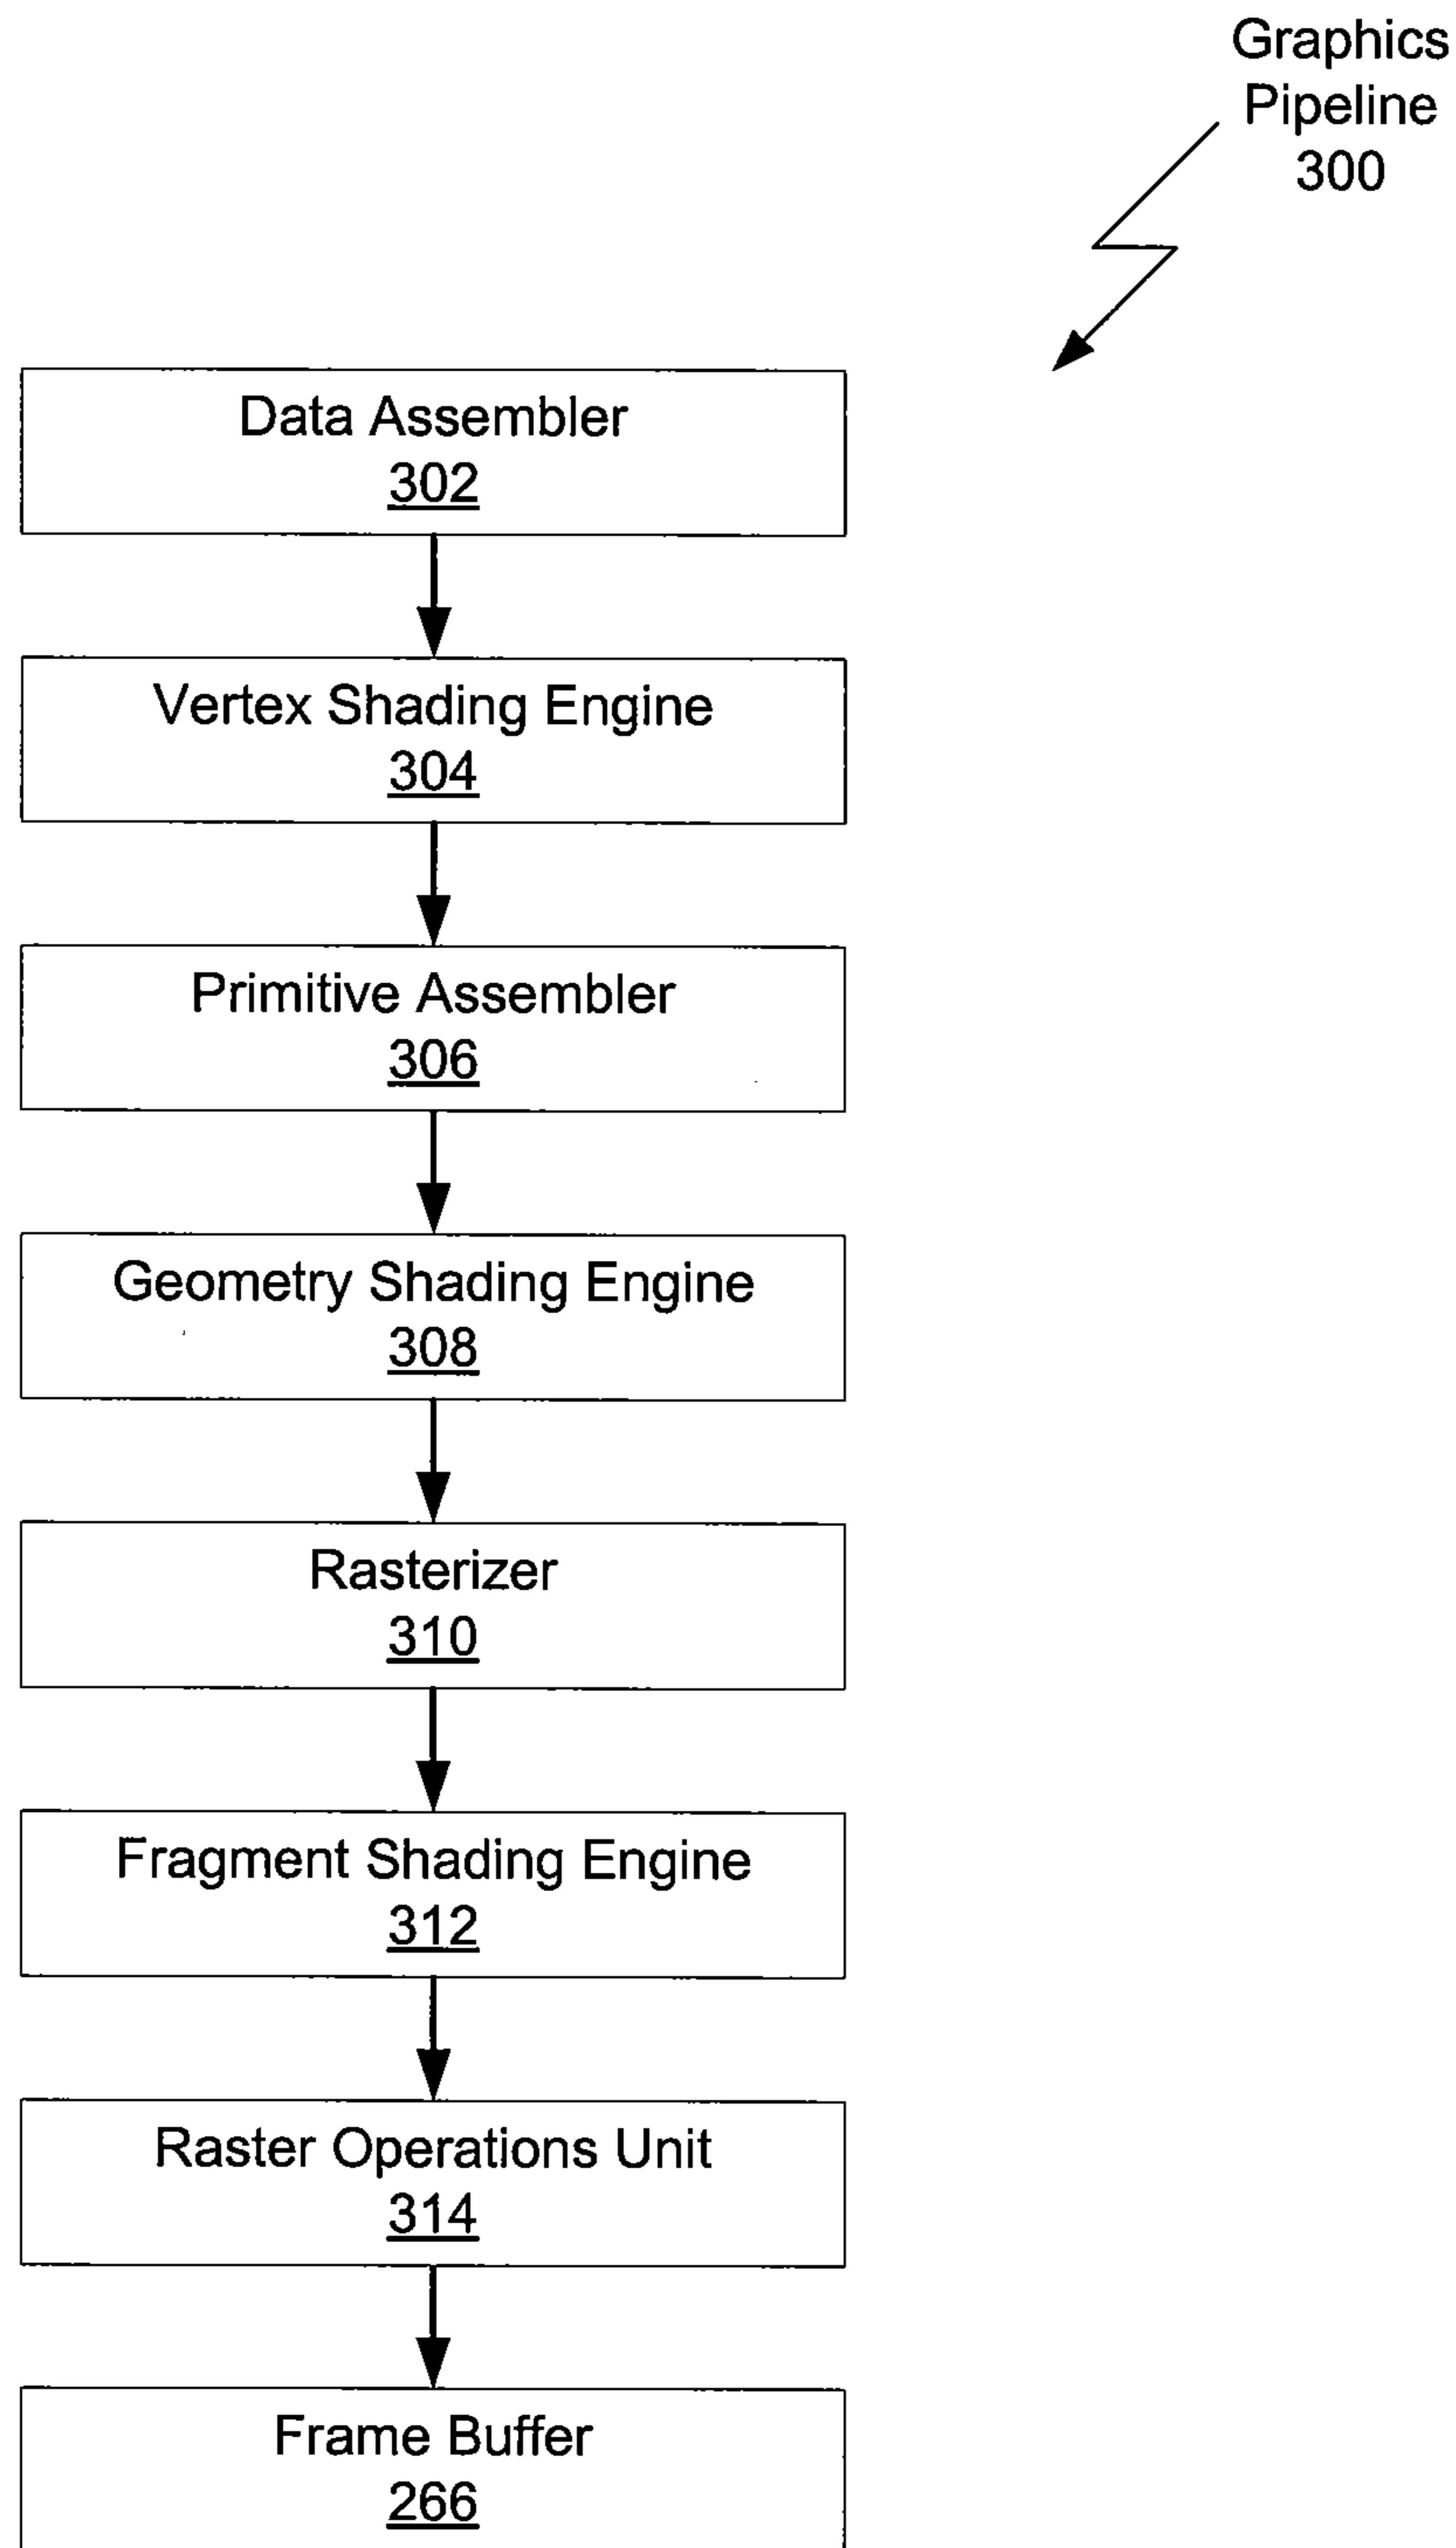 Graphics
Pipeline
300
Data Assembler
302
Vertex Shading Engine
304
Primitive Assembler
306
Geometry Shading Engine
308
Rasterizer
310
Fragment Shading Engine
312
Raster Operations Unit
314
Frame Buffer
266